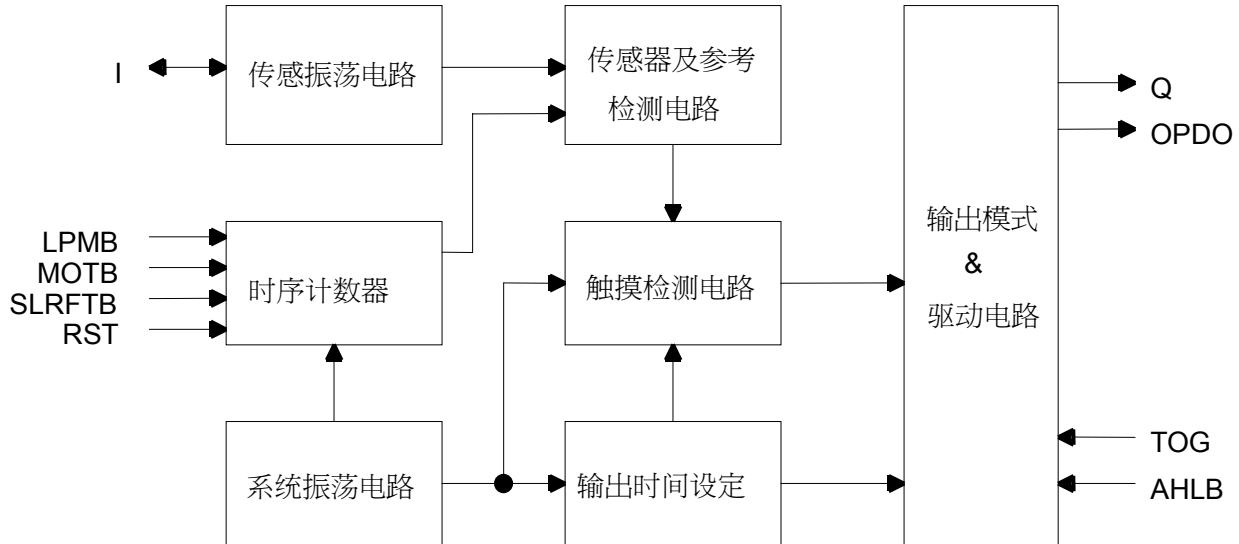 I
传感振荡电路
传感器及参考
检测电路
Q
OPDO
LPMB
MOTB
SLRFTB
RST
时序计数器
触摸检测电路
输出模式
&
驱动电路
系统振荡电路
输出时间设定
TOG
AHLB